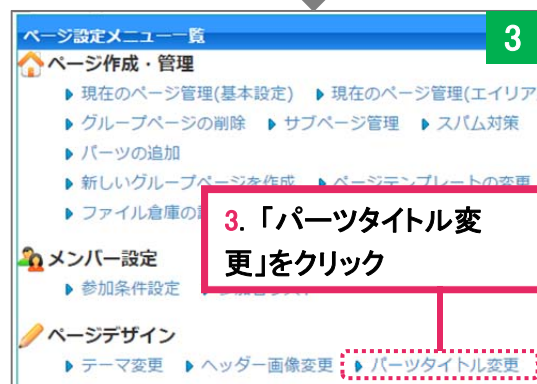 ページ設定メニュー一覧
3
ページ作成・管理
現在のページ管理(基本設定) 現在のページ管理(エイリア
グループページの削除 サブページ管理 スパム対策
パーツの追加
新しいグループページを作成 ページテンプレートの変更
ファイル倉庫の
3. 「パーツタイトル変
更」をクリック
メンバー設定
参加条件設定
ページデザイン
テーマ変更 ヘッダー画像変更 パーツタイトル変更